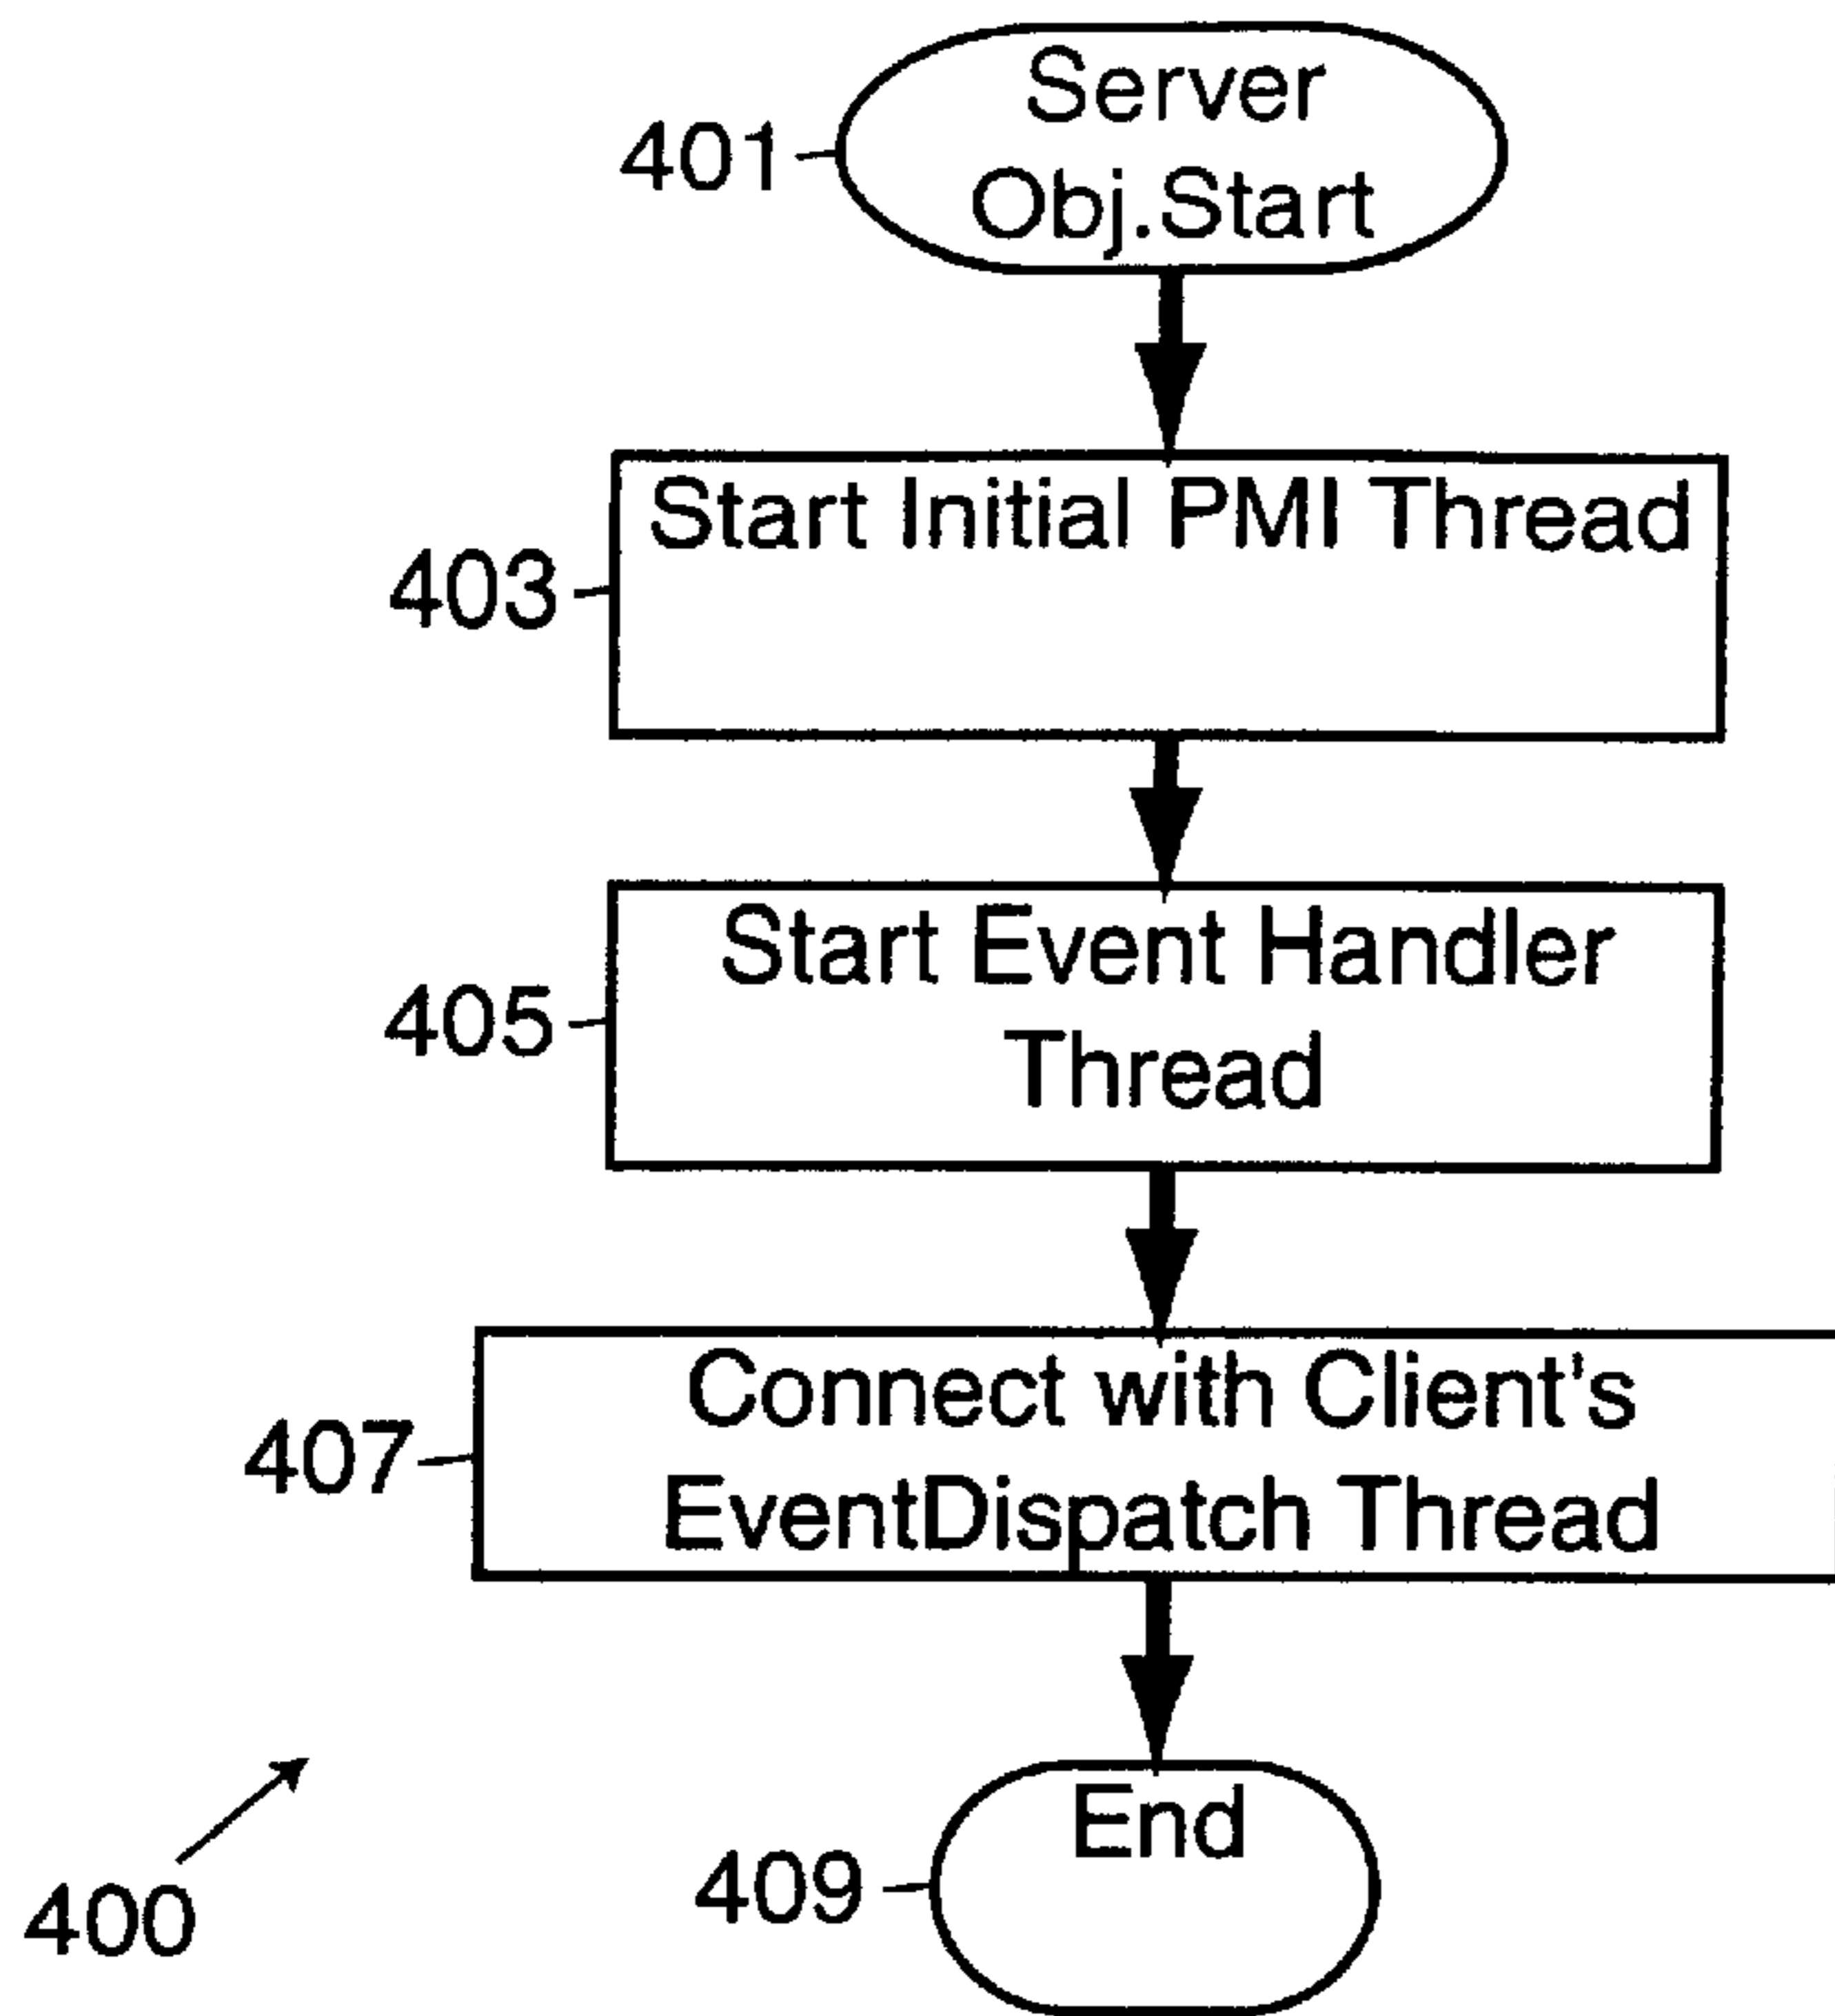 Server
401
Obj.Start
Start Initial PMI Thread
403
Start Event Handler
405
Thread
Connect with Client's
407
EventDispatch Thread
End
409
400